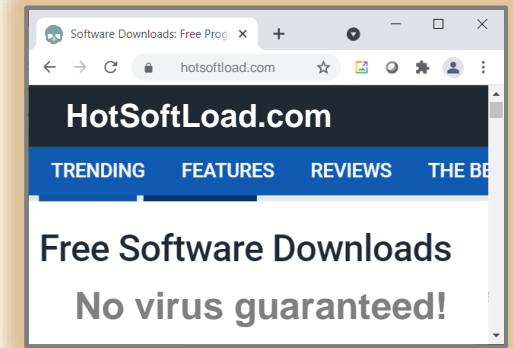 Software Downloads: Free Prog
hotsoftload.com
HotSoftLoad.com
TRENDING FEATURES REVIEWS THE BE
Free Software Downloads
No virus guaranteed!